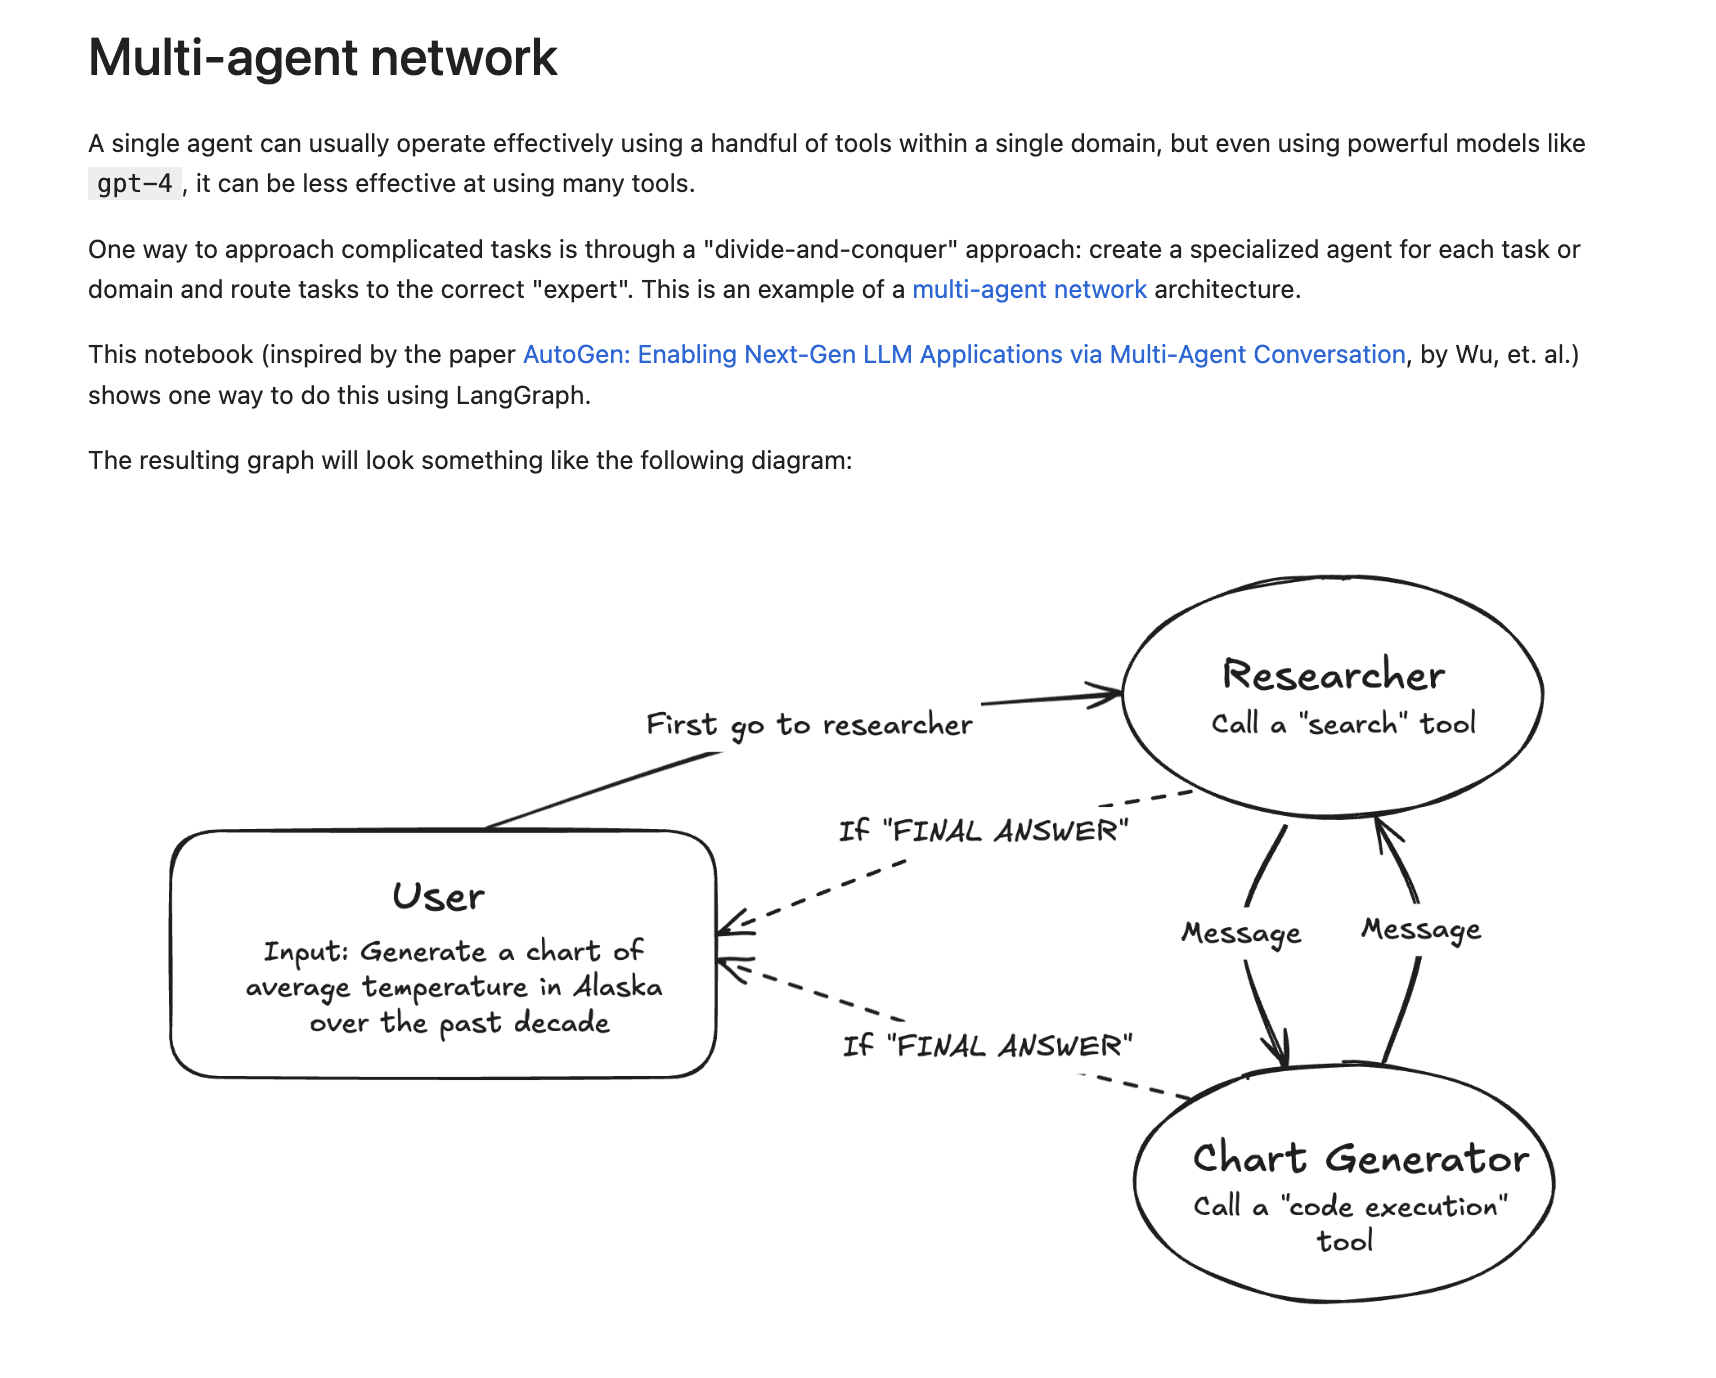 Multi-agent network
A single agent can usually operate effectively using a handful of tools within a single domain, but even using powerful models like
gpt-4 , it can be less effective at using many tools.
One way to approach complicated tasks is through a "divide-and-conquer" approach: create a specialized agent for each task or
domain and route tasks to the correct "expert". This is an example of a multi-agent network architecture.
This notebook (inspired by the paper AutoGen: Enabling Next-Gen LLM Applications via Multi-Agent Conversation, by Wu, et. al.)
shows one way to do this using LangGraph.
The resulting graph will look something like the following diagram:
Researcher
Call a "search" tool
First go to researcher
If "FINAL ANSWER"
User
Input: Generate a chart of
average temperature in Alaska
over the past decade
Message
Message
If "FINAL ANSWER"
Chart Generator
Call a "code execution"
tool